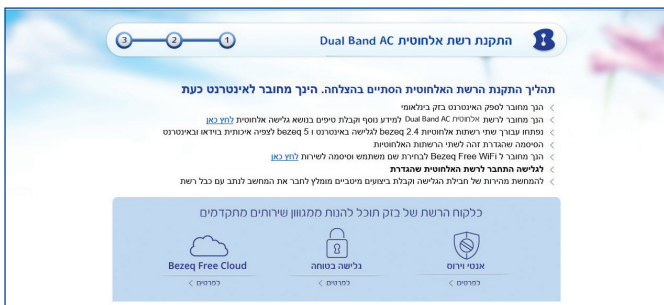 התקנת רשת אלחוטית Dual Band AC
1 2 3
תהליך התקנת הרשת האלחוטית הסתיים בהצלחה. הינך מחובר לאינטרנט כעת
הנך מחובר לספק האינטרנט בזק בינלאומי
הנך מחובר לרשת אלחוטית Dual Band AC למידע נוסף וקבלת טיפים בנושא גלישה אלחוטית לחץ כאן
נפתחו עבורך שתי רשתות אלחוטיות bezeq 2.4 לגלישה באינטרנט ו bezeq 5 לצפיה איכותית בוידאו ובאינטרנט
הסיסמה שהגדרת זהה לשתי הרשתות האלחוטיות
הנך מחובר ל Bezeq Free WiFi לבחירת שם משתמש וסיסמה לשירות לחץ כאן
לגלישה התחבר לרשת האלחוטית שהגדרת
להמחשת מהירות של חבילת הגלישה וקבלת ביצועים מיטביים מומלץ לחבר את המחשב לנתב עם כבל רשת
כלקוח הרשת של בזק תוכל להנות ממגוון שירותים מתקדמים
אנטי וירוס
לפרטים
גלישה בטוחה
לפרטים
Bezeq Free Cloud
לפרטים